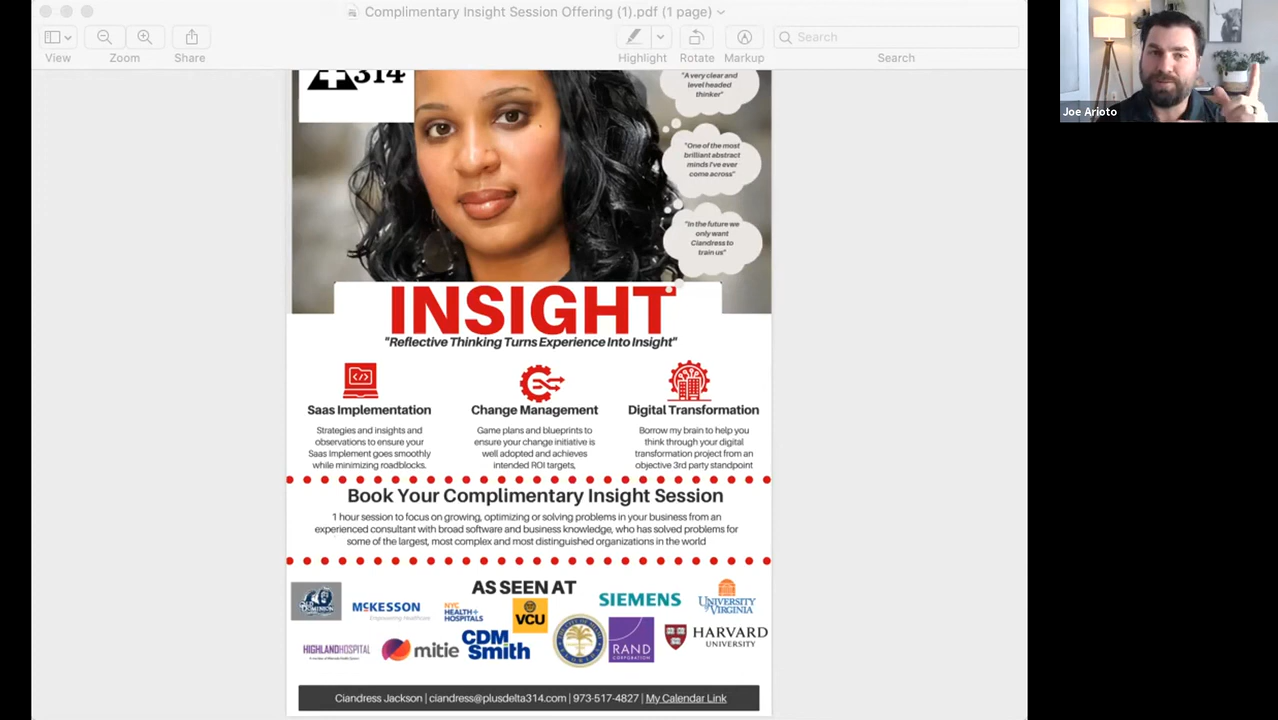 Complimentary Insight Session Offering (1).pdf (1 page)
View
Zoom
Share
Highlight
Rotate
Markup
Search
Search
Joe Arioto
314
"A very clear and
level headed
thinker"
"One of the most
brilliant abstract
minds I've ever
come across"
"In the future we
only want
Ciandress to
train us"
INSIGHT
"Reflective Thinking Turns Experience Into Insight"
Saas Implementation
Strategies and insights and
observations to ensure your
Saas Implement goes smoothly
while minimizing roadblocks.
Change Management
Game plans and blueprints to
ensure your change initiative is
well adopted and achieves
intended ROI targets,
Digital Transformation
Borrow my brain to help you
think through your digital
transformation project from an
objective 3rd party standpoint
Book Your Complimentary Insight Session
1 hour session to focus on growing, optimizing or solving problems in your business from an
experienced consultant with broad software and business knowledge, who has solved problems for
some of the largest, most complex and most distinguished organizations in the world
AS SEEN AT
McKESSON
Empowering Healthcare
NYC
HEALTH+
HOSPITALS
VCU
SIEMENS
UNIVERSITY
of VIRGINIA
HIGHLAND HOSPITAL
mitie
CDM
Smith
RAND
CORPORATION
HARVARD
UNIVERSITY
Ciandress Jackson | ciandress@plusdelta314.com | 973-517-4827 | My Calendar Link